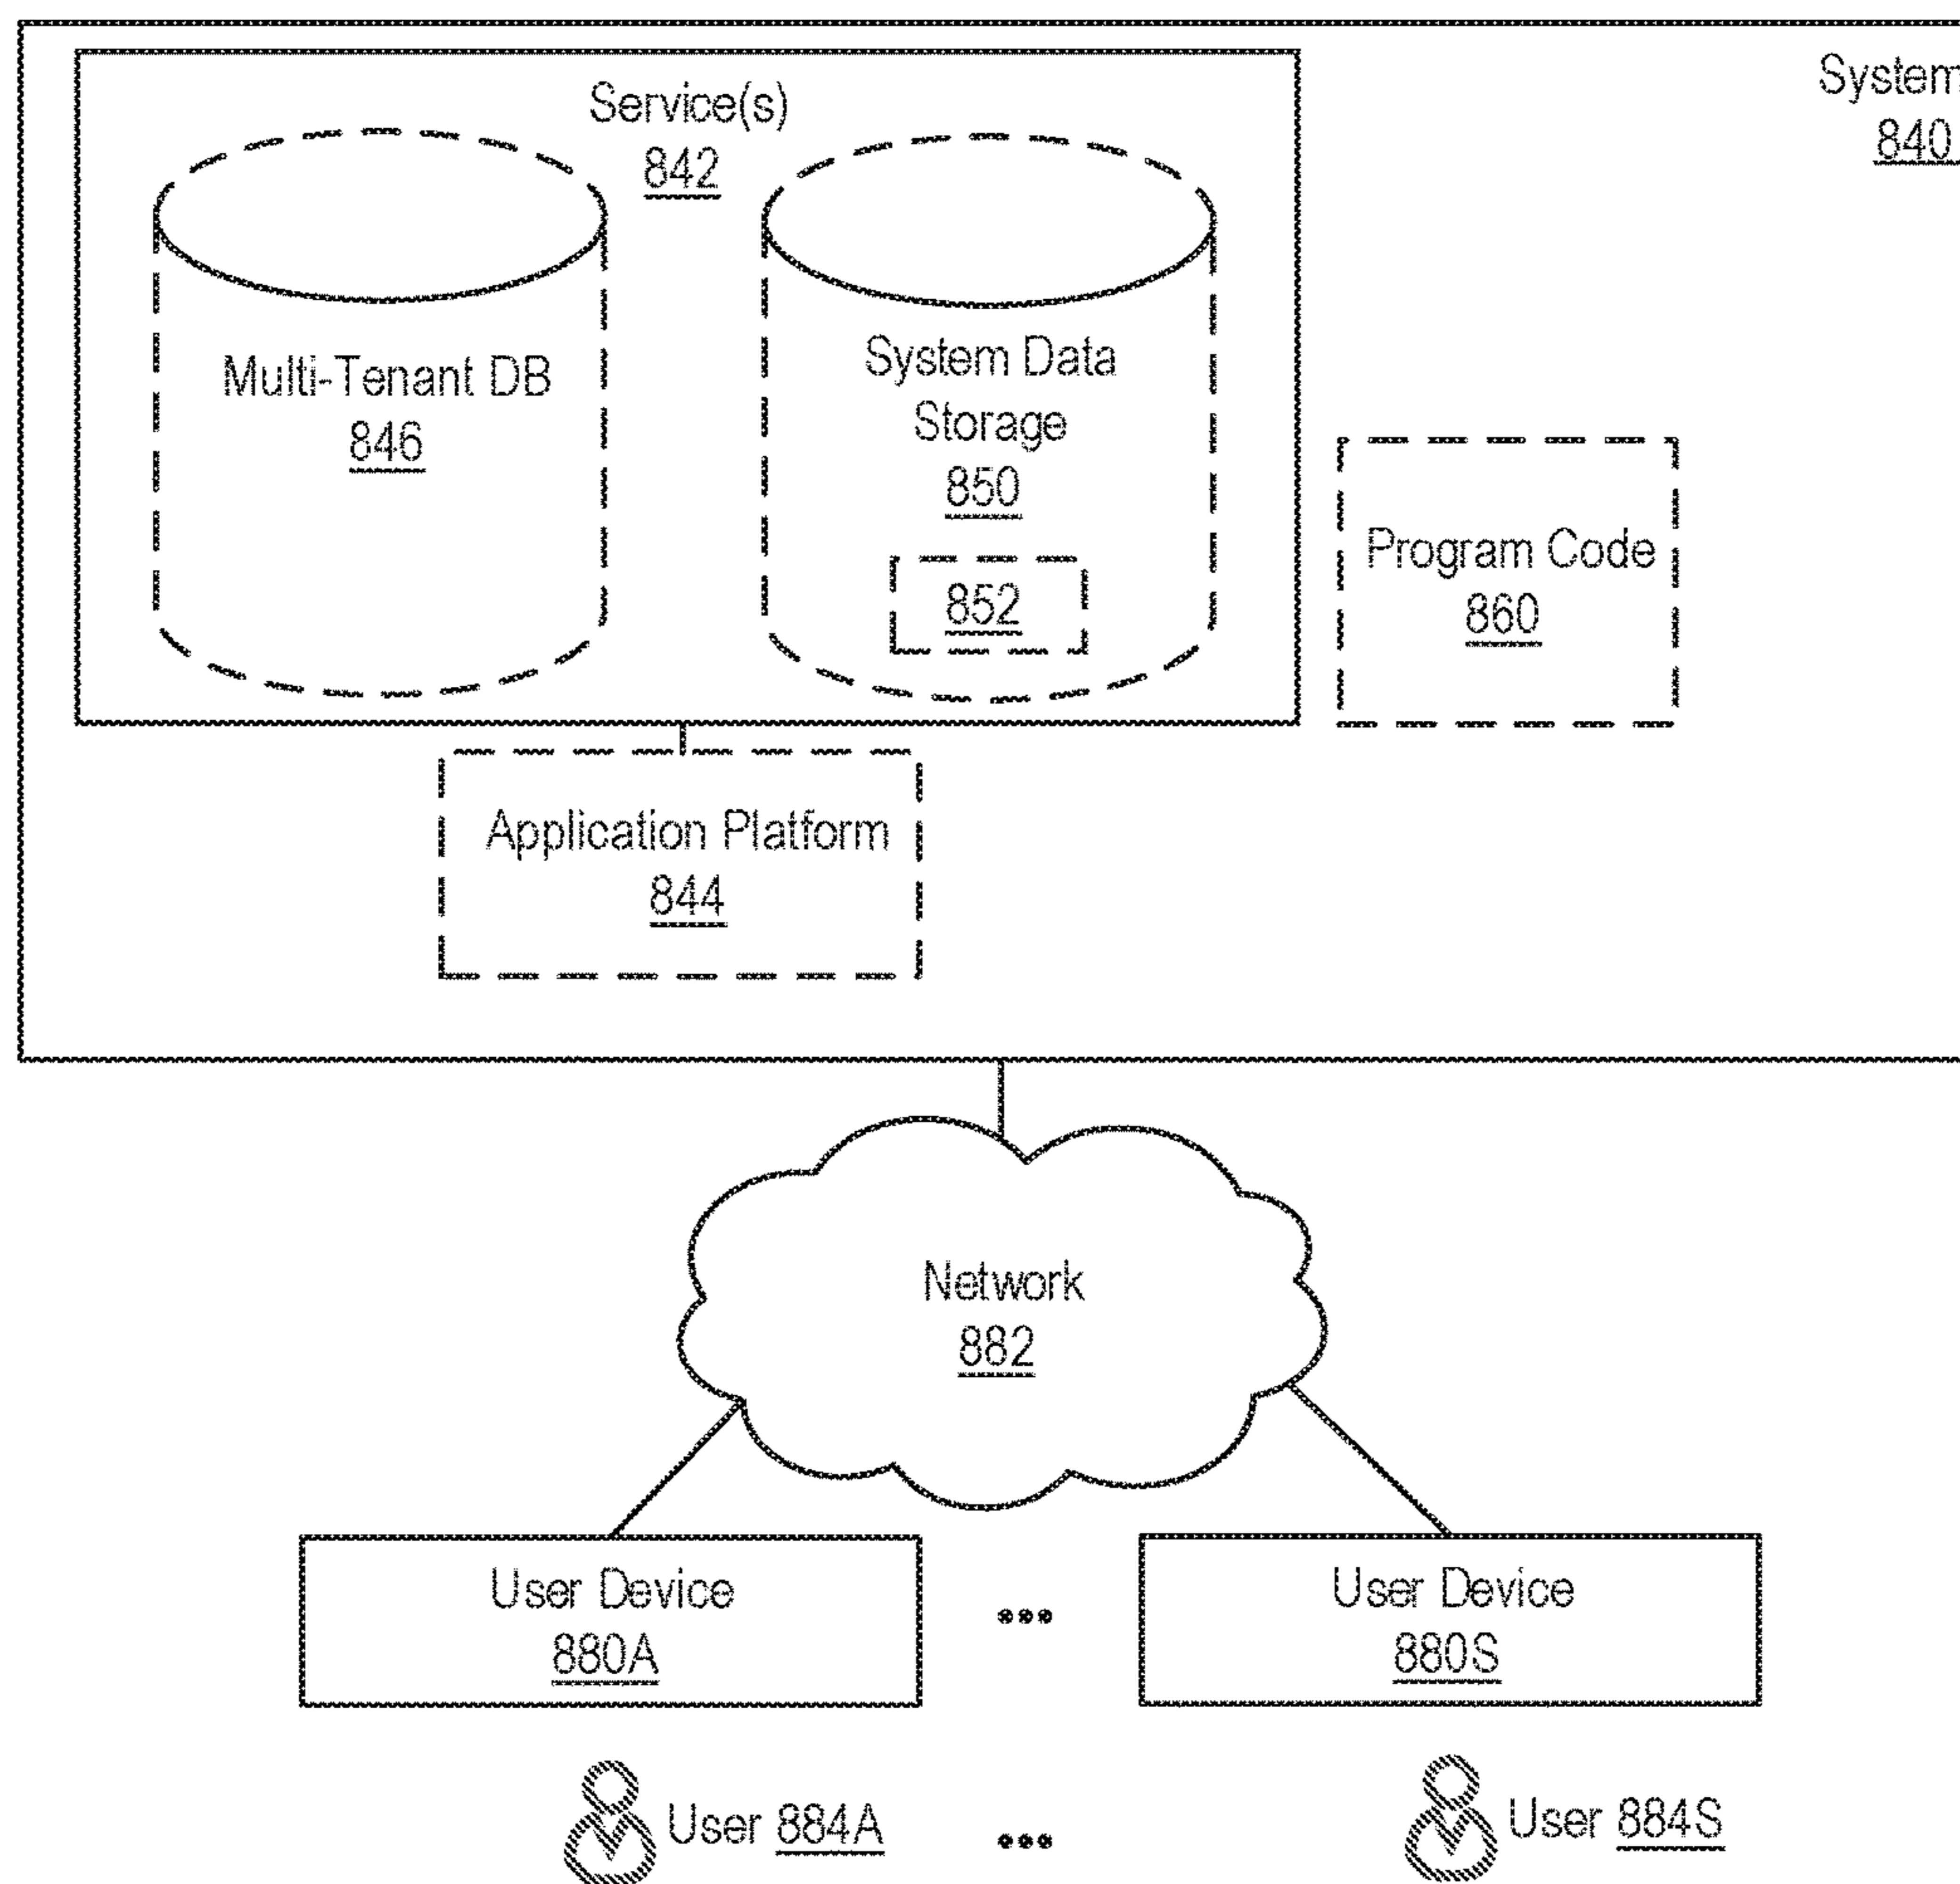 System
840
Service(s)
842
Multi-Tenant DB
846
System Data
Storage
850
852
Program Code
860
Application Platform
844
Network
882
User Device
880A
User Device
880S
User 884A
User 884S